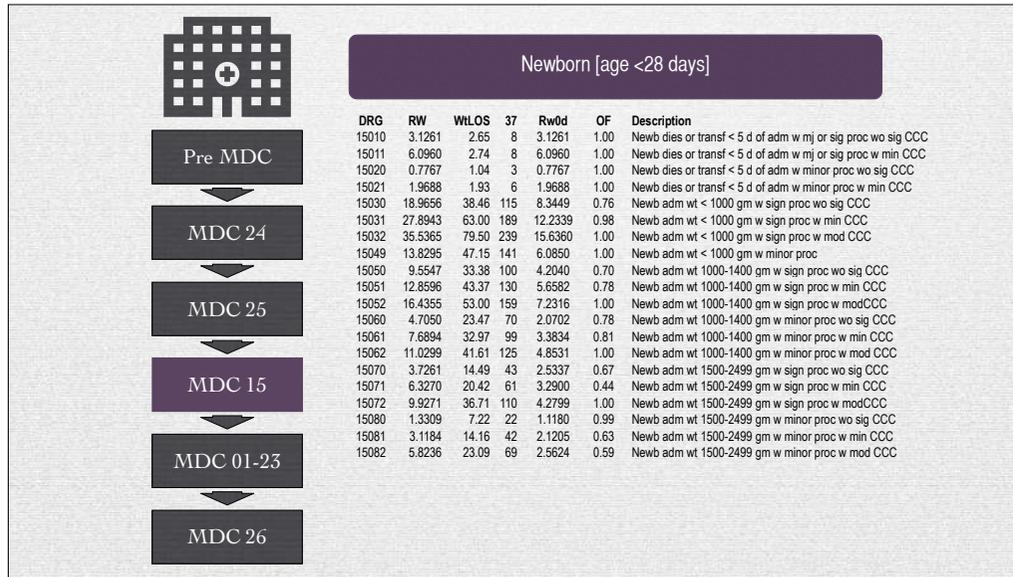 Newborn [age <28 days]
Pre MDC
MDC 24
MDC 25
MDC 15
MDC 01-23
MDC 26
DRG RW WtLOS 37 Rw0d OF Description
15010 3.1261 2.65 8 3.1261 1.00 Newb dies or transf < 5 d of adm w mj or sig proc wo sig CCC
15011 6.0960 2.74 8 6.0960 1.00 Newb dies or transf < 5 d of adm w mj or sig proc w min CCC
15020 0.7767 1.04 3 0.7767 1.00 Newb dies or transf < 5 d of adm w minor proc wo sig CCC
15021 1.9688 1.93 6 1.9688 1.00 Newb dies or transf < 5 d of adm w minor proc w min CCC
15030 18.9656 38.46 115 8.3449 0.76 Newb adm wt < 1000 gm w sign proc wo sig CCC
15031 27.8943 63.00 189 12.2339 0.98 Newb adm wt < 1000 gm w sign proc w min CCC
15032 35.5365 79.50 239 15.6360 1.00 Newb adm wt < 1000 gm w sign proc w mod CCC
15049 13.8295 47.15 141 6.0850 1.00 Newb adm wt < 1000 gm w minor proc
15050 9.5547 33.38 100 4.2040 0.70 Newb adm wt 1000-1400 gm w sign proc wo sig CCC
15051 12.8596 43.37 130 5.6582 0.78 Newb adm wt 1000-1400 gm w sign proc w min CCC
15052 16.4355 53.00 159 7.2316 1.00 Newb adm wt 1000-1400 gm w sign proc w modCCC
15060 4.7050 23.47 70 2.0702 0.78 Newb adm wt 1000-1400 gm w minor proc wo sig CCC
15061 7.6894 32.97 99 3.3834 0.81 Newb adm wt 1000-1400 gm w minor proc w min CCC
15062 11.0299 41.61 125 4.8531 1.00 Newb adm wt 1000-1400 gm w minor proc w mod CCC
15070 3.7261 14.49 43 2.5337 0.67 Newb adm wt 1500-2499 gm w sign proc wo sig CCC
15071 6.3270 20.42 61 3.2900 0.44 Newb adm wt 1500-2499 gm w sign proc w min CCC
15072 9.9271 36.71 110 4.2799 1.00 Newb adm wt 1500-2499 gm w sign proc w modCCC
15080 1.3309 7.22 22 1.1180 0.99 Newb adm wt 1500-2499 gm w minor proc wo sig CCC
15081 3.1184 14.16 42 2.1205 0.63 Newb adm wt 1500-2499 gm w minor proc w min CCC
15082 5.8236 23.09 69 2.5624 0.59 Newb adm wt 1500-2499 gm w minor proc w mod CCC